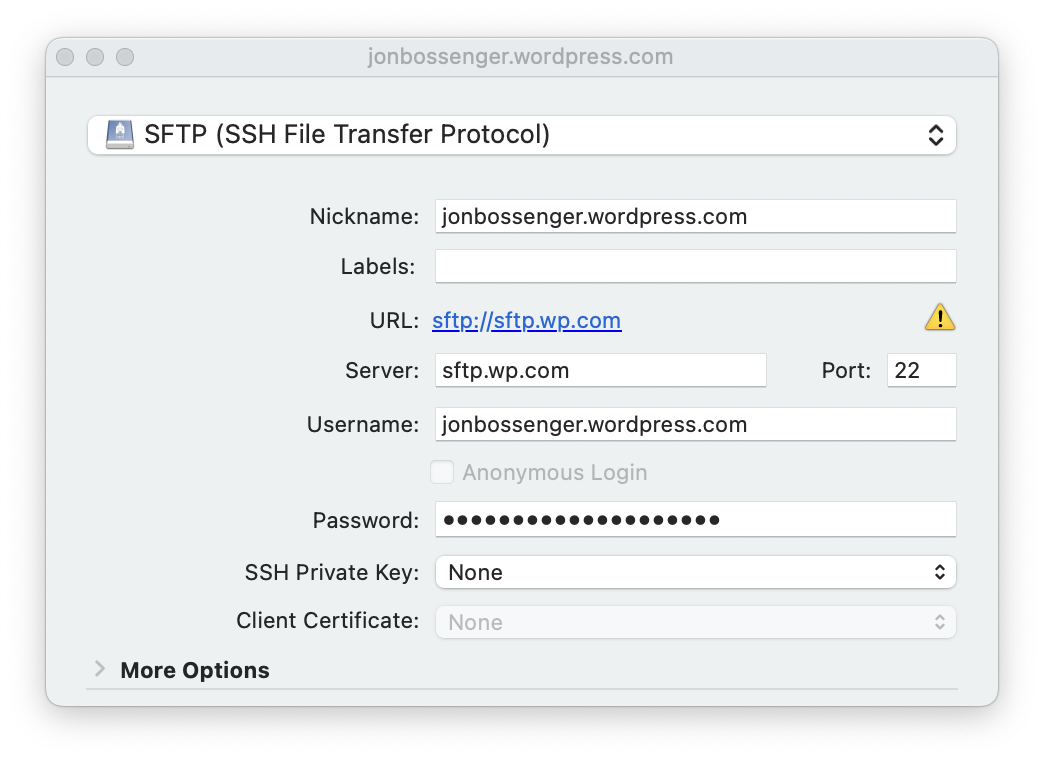 jonbossenger.wordpress.com
SFTP (SSH File Transfer Protocol)
Nickname: jonbossenger.wordpress.com
Labels:
URL: sftp://sftp.wp.com
Server: sftp.wp.com Port: 22
Username: jonbossenger.wordpress.com
Anonymous Login
Password: ••••••••••••••••••••
SSH Private Key: None
Client Certificate: None
More Options